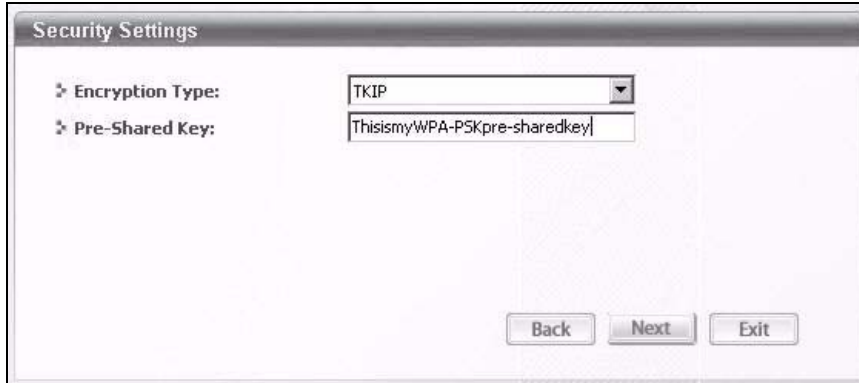 Security Settings
Encryption Type: TKIP
Pre-Shared Key: ThisismyWPA-PSKpre-sharedkey
Back Next Exit